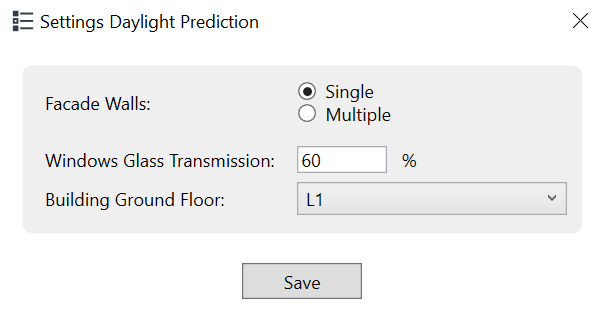 Settings Daylight Prediction
Facade Walls:
Single
Multiple
Windows Glass Transmission: 60 %
Building Ground Floor: L1
Save